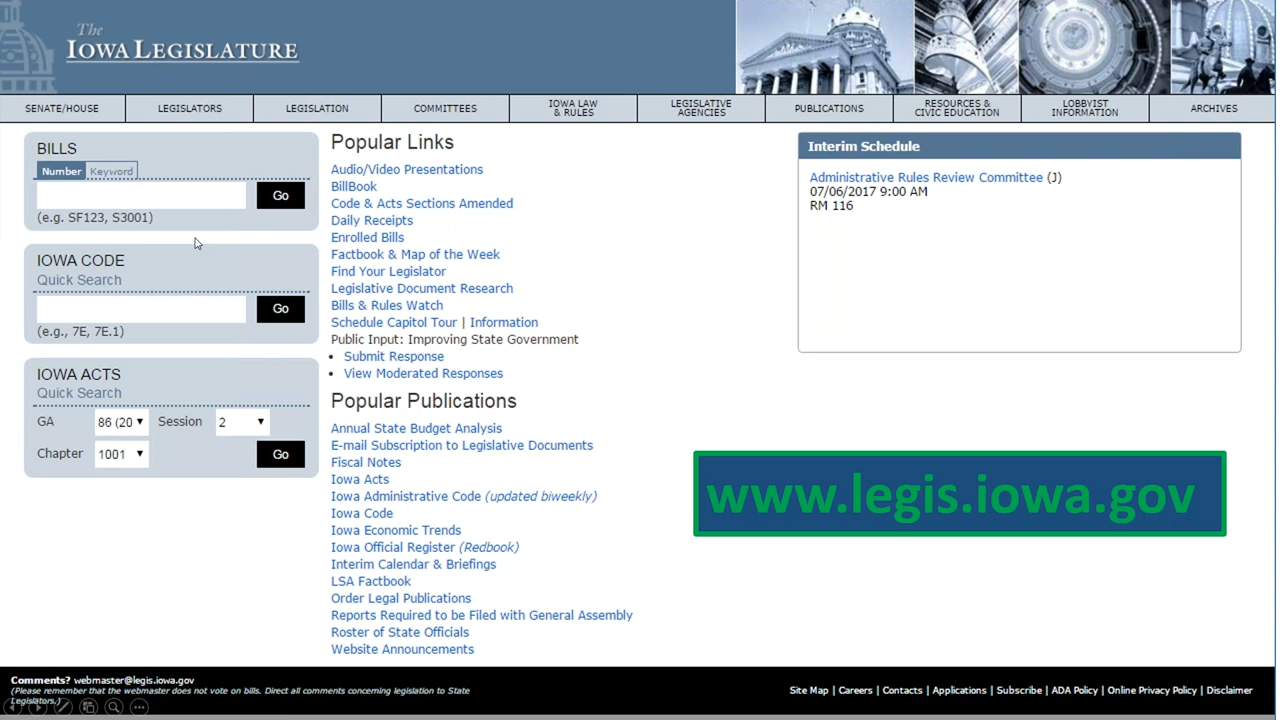 The
IOWA LEGISLATURE
SENATE/HOUSE
LEGISLATORS
LEGISLATION
COMMITTEES
IOWA LAW
& RULES
LEGISLATIVE
AGENCIES
PUBLICATIONS
RESOURCES &
CIVIC EDUCATION
LOBBYIST
INFORMATION
ARCHIVES
BILLS
Number Keyword
Go
(e.g. SF123, S3001)
IOWA CODE
Quick Search
Go
(e.g., 7E, 7E.1)
IOWA ACTS
Quick Search
GA 86 (20 Session 2
Chapter 1001 Go
Popular Links
Audio/Video Presentations
BillBook
Code & Acts Sections Amended
Daily Receipts
Enrolled Bills
Factbook & Map of the Week
Find Your Legislator
Legislative Document Research
Bills & Rules Watch
Schedule Capitol Tour | Information
Public Input: Improving State Government
• Submit Response
• View Moderated Responses
Popular Publications
Annual State Budget Analysis
E-mail Subscription to Legislative Documents
Fiscal Notes
Iowa Acts
Iowa Administrative Code (updated biweekly)
Iowa Code
Iowa Economic Trends
Iowa Official Register (Redbook)
Interim Calendar & Briefings
LSA Factbook
Order Legal Publications
Reports Required to be Filed with General Assembly
Roster of State Officials
Website Announcements
Interim Schedule
Administrative Rules Review Committee (J)
07/06/2017 9:00 AM
RM 116
www.legis.iowa.gov
Comments? webmaster@legis.iowa.gov
(Please remember that the webmaster does not vote on bills. Direct all comments concerning legislation to State
Legislators.)
Site Map | Careers | Contacts | Applications | Subscribe | ADA Policy | Online Privacy Policy | Disclaimer